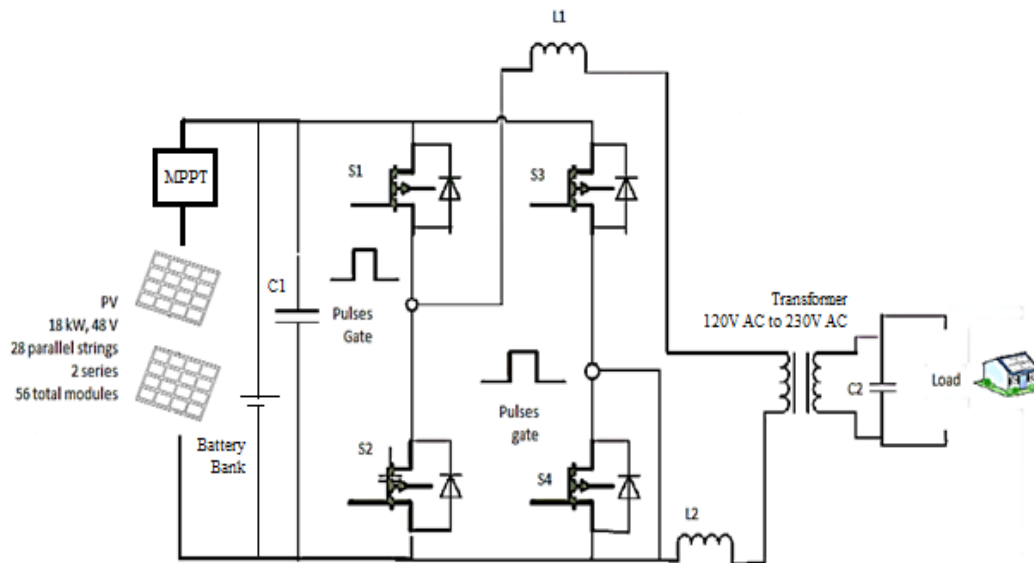 L1
MPPT
S1
S3
PV
18 kW, 48 V
28 parallel strings
2 series
56 total modules
C1
Pulses
Gate
Transformer
120V AC to 230V AC
C2
Load
Pulses
gate
Battery
Bank
S2
S4
L2